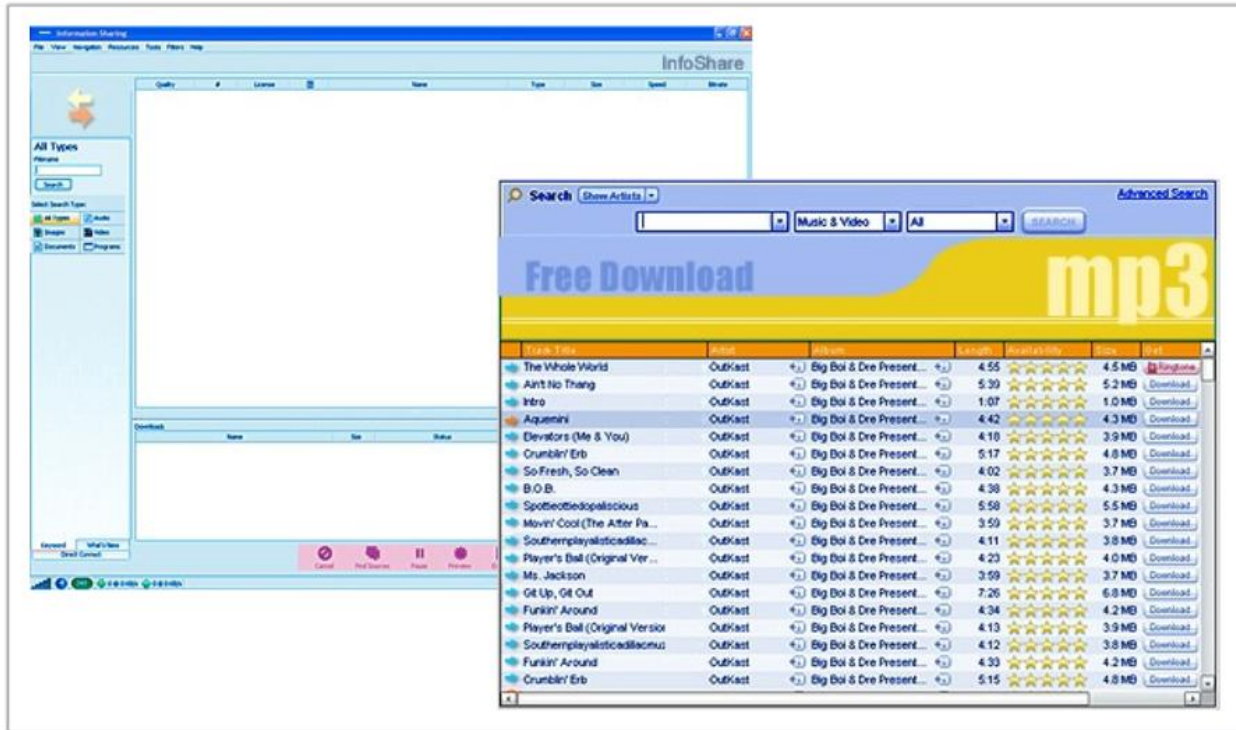 Information Sharing
File View Navigation Resources Tools Filters Help
InfoShare
Quality # License Name Type Size Speed Bitrate
All Types
Filename
Search
Select Search Type:
All Types Audio
Images Video
Documents Programs
Downloads
Name Size Status
Keyword What's New
Direct Connect
Cancel Find Sources Pause Preview
Search Show Artists Advanced Search
Music & Video All SEARCH
Free Download mp3
Track Title Artist Album Length Availability Size Get
The Whole World OutKast Big Boi & Dre Present... 4:55 4.5 MB Ringtone
Ain't No Thang OutKast Big Boi & Dre Present... 5:39 5.2 MB Download
Intro OutKast Big Boi & Dre Present... 1:07 1.0 MB Download
Aquemini OutKast Big Boi & Dre Present... 4:42 4.3 MB Download
Elevators (Me & You) OutKast Big Boi & Dre Present... 4:18 3.9 MB Download
Crumblin' Erb OutKast Big Boi & Dre Present... 5:17 4.8 MB Download
So Fresh, So Clean OutKast Big Boi & Dre Present... 4:02 3.7 MB Download
B.O.B. OutKast Big Boi & Dre Present... 4:38 4.3 MB Download
Spottieottiedopaliscious OutKast Big Boi & Dre Present... 5:58 5.5 MB Download
Movin' Cool (The After Pa... OutKast Big Boi & Dre Present... 3:59 3.7 MB Download
Southernplayalisticadillac... OutKast Big Boi & Dre Present... 4:11 3.8 MB Download
Player's Ball (Original Ver... OutKast Big Boi & Dre Present... 4:23 4.0 MB Download
Ms. Jackson OutKast Big Boi & Dre Present... 3:59 3.7 MB Download
Git Up, Git Out OutKast Big Boi & Dre Present... 7:26 6.8 MB Download
Funkin' Around OutKast Big Boi & Dre Present... 4:34 4.2 MB Download
Player's Ball (Original Version OutKast Big Boi & Dre Present... 4:13 3.9 MB Download
Southernplayalisticadillacmuz OutKast Big Boi & Dre Present... 4:12 3.8 MB Download
Funkin' Around OutKast Big Boi & Dre Present... 4:33 4.2 MB Download
Crumblin' Erb OutKast Big Boi & Dre Present... 5:15 4.8 MB Download